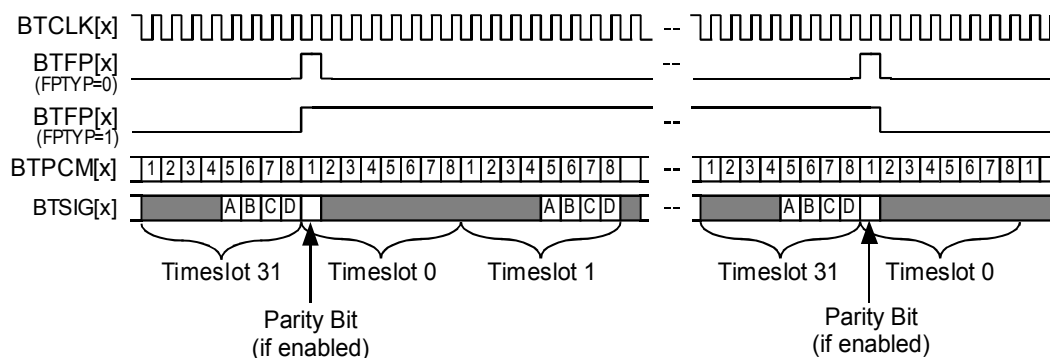 BTCLK[x] --
BTFP[x] (FPTYP=0) --
BTFP[x] (FPTYP=1) --
BTPCM[x] 1 2 3 4 5 6 7 8 1 2 3 4 5 6 7 8 1 2 3 4 5 6 7 8 -- 1 2 3 4 5 6 7 8 1 2 3 4 5 6 7 8 1
BTSIG[x] A B C D A B C D -- A B C D
Timeslot 31 Timeslot 0 Timeslot 1 Timeslot 31 Timeslot 0
Parity Bit Parity Bit
(if enabled) (if enabled)